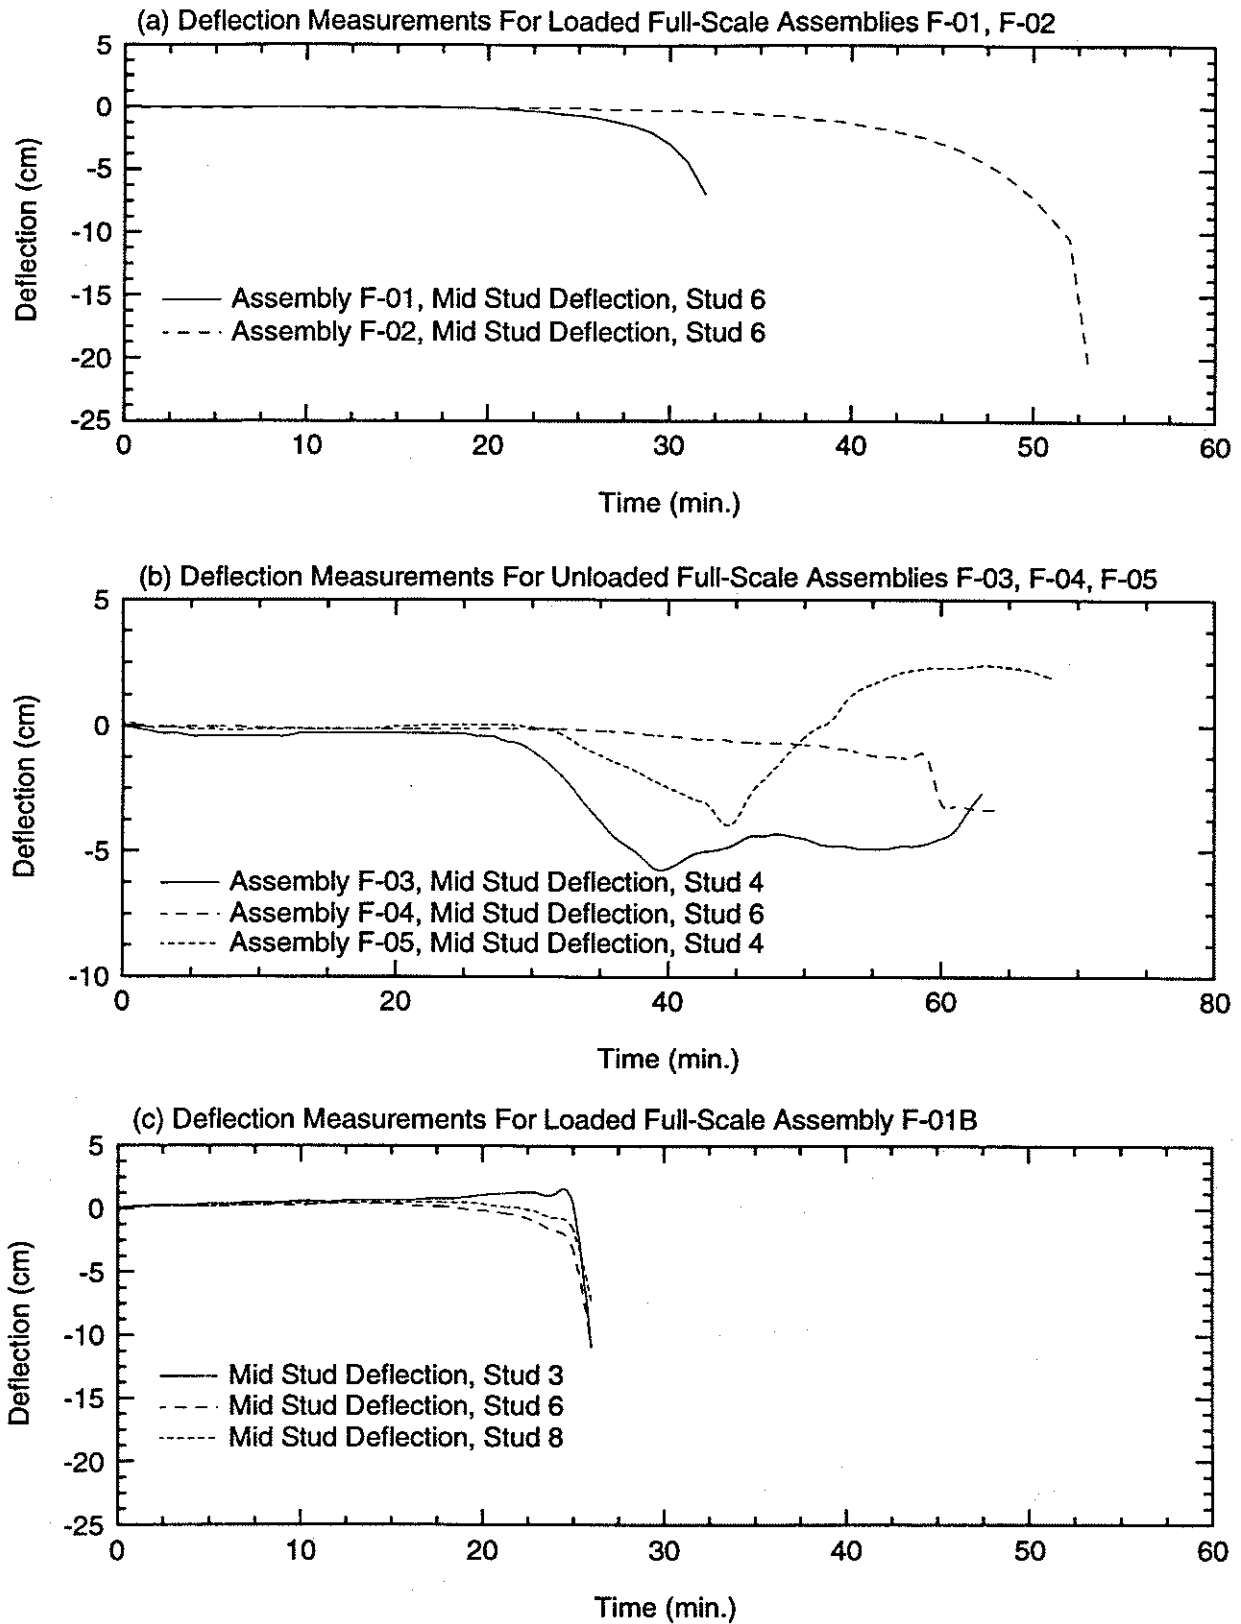 (a) Deflection Measurements For Loaded Full-Scale Assemblies F-01, F-02
5
0
-5
-10
-15
-20
-25
Deflection (cm)
Assembly F-01, Mid Stud Deflection, Stud 6
Assembly F-02, Mid Stud Deflection, Stud 6
0 10 20 30 40 50 60
Time (min.)
(b) Deflection Measurements For Unloaded Full-Scale Assemblies F-03, F-04, F-05
5
0
-5
-10
Deflection (cm)
Assembly F-03, Mid Stud Deflection, Stud 4
Assembly F-04, Mid Stud Deflection, Stud 6
Assembly F-05, Mid Stud Deflection, Stud 4
0 20 40 60 80
Time (min.)
(c) Deflection Measurements For Loaded Full-Scale Assembly F-01B
5
0
-5
-10
-15
-20
-25
Deflection (cm)
Mid Stud Deflection, Stud 3
Mid Stud Deflection, Stud 6
Mid Stud Deflection, Stud 8
0 10 20 30 40 50 60
Time (min.)